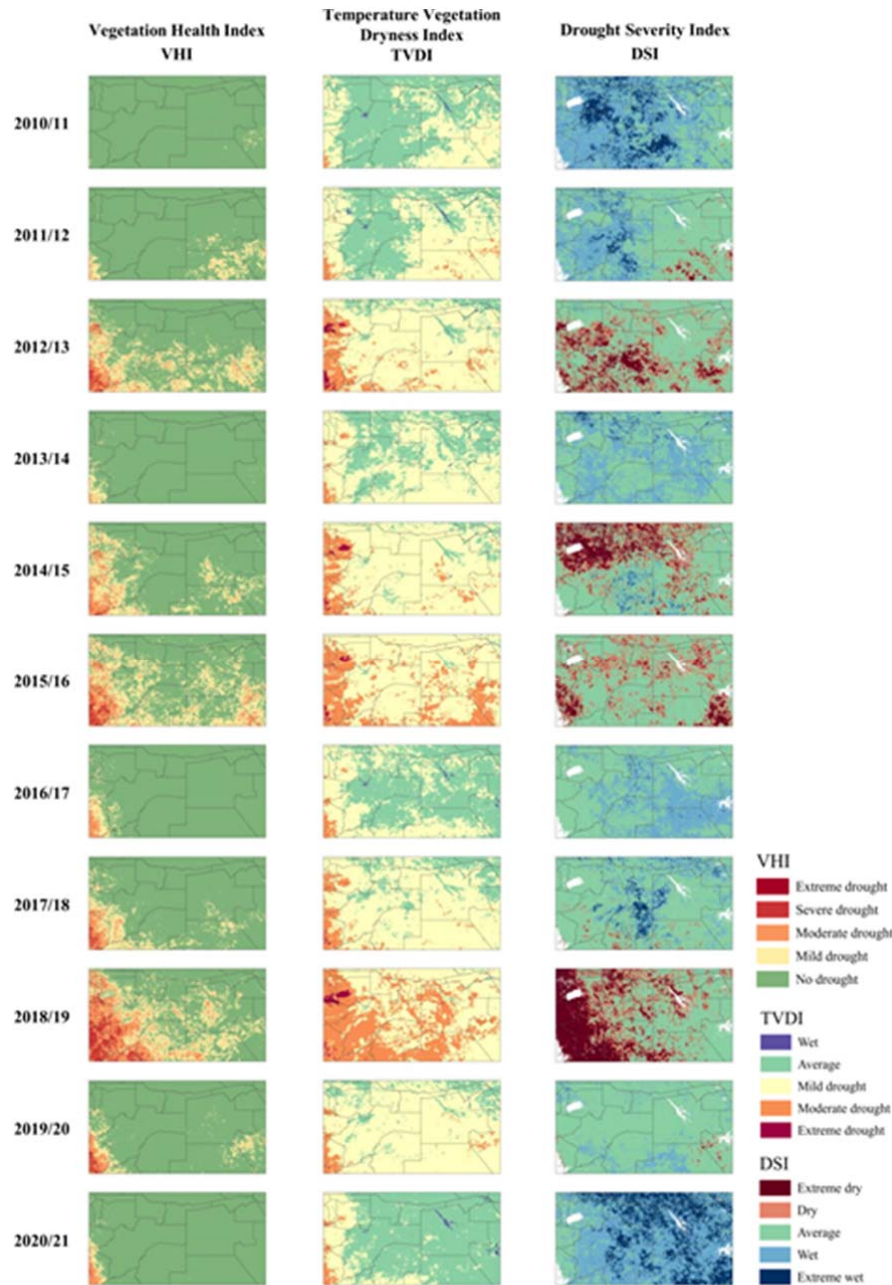 Vegetation Health Index
VHI
Temperature Vegetation
Dryness Index
TVDI
Drought Severity Index
DSI
2010/11
2011/12
2012/13
2013/14
2014/15
2015/16
2016/17
2017/18
2018/19
2019/20
2020/21
VHI
Extreme drought
Severe drought
Moderate drought
Mild drought
No drought
TVDI
Wet
Average
Mild drought
Moderate drought
Extreme drought
DSI
Extreme dry
Dry
Average
Wet
Extreme wet